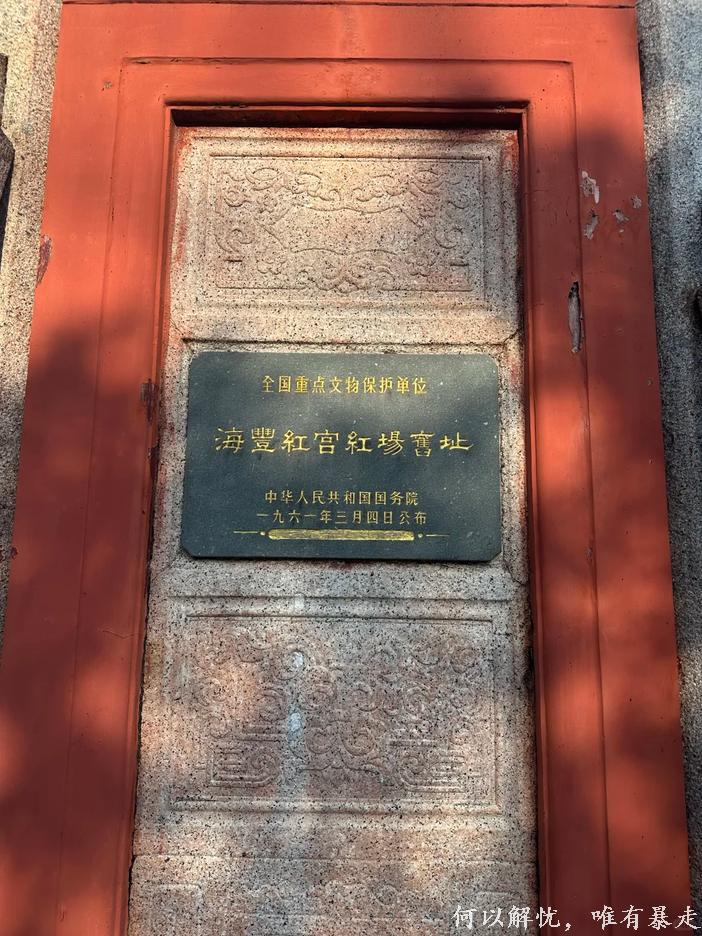 全国重点文物保护单位
海豐紅宫紅場舊址
中华人民共和国国务院
一九六一年三月四日公布
何以解忧，唯有暴走